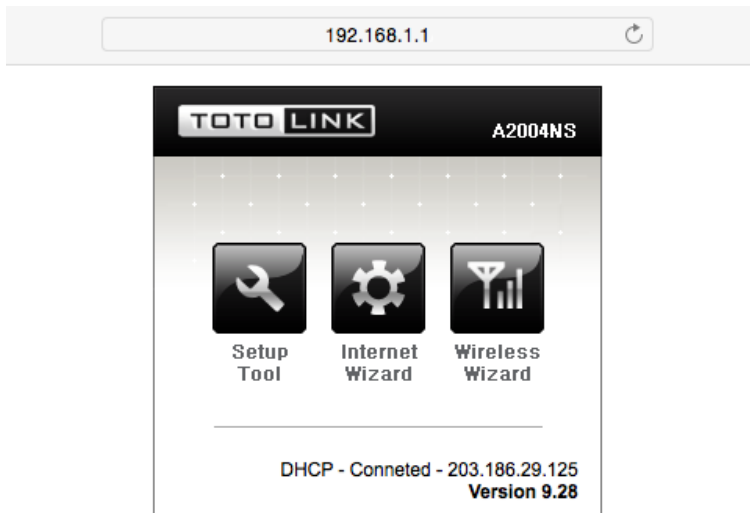 192.168.1.1
TOTO LINK
A2004NS
Setup Tool
Internet Wizard
Wireless Wizard
DHCP - Conneted - 203.186.29.125
Version 9.28